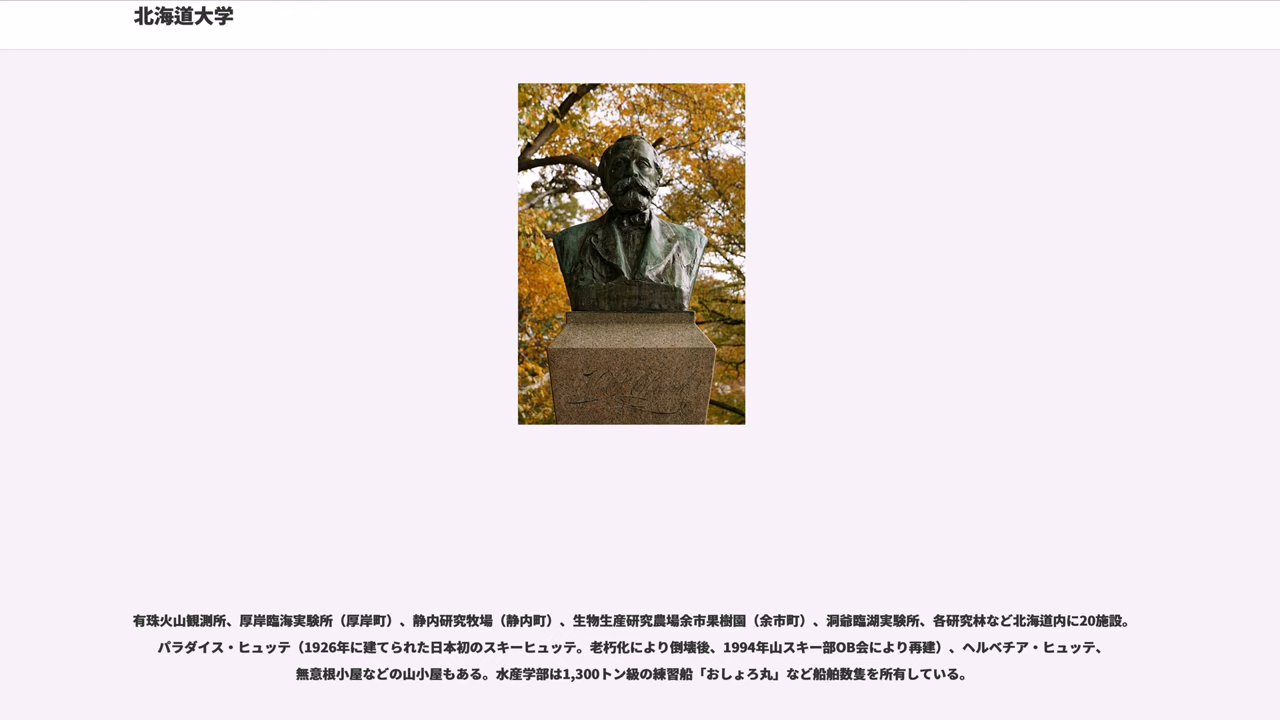 北海道大学
有珠火山観測所、厚岸臨海実験所（厚岸町）、静内研究牧場（静内町）、生物生産研究農場余市果樹園（余市町）、洞爺臨湖実験所、各研究林など北海道内に20施設。
パラダイス・ヒュッテ（1926年に建てられた日本初のスキーヒュッテ。老朽化により倒壊後、1994年山スキー部OB会により再建）、ヘルベチア・ヒュッテ、
無意根小屋などの山小屋もある。水産学部は1,300トン級の練習船「おしょろ丸」など船舶数隻を所有している。